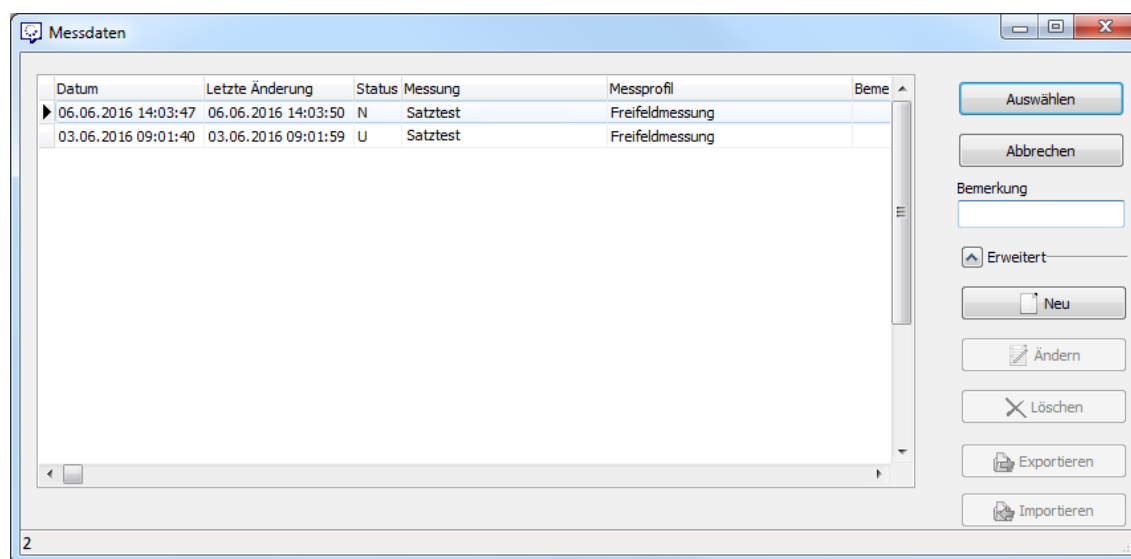 Messdaten
Datum Letzte Änderung Status Messung Messprofil Beme
06.06.2016 14:03:47 06.06.2016 14:03:50 N Satztest Freifeldmessung
03.06.2016 09:01:40 03.06.2016 09:01:59 U Satztest Freifeldmessung
Auswählen
Abbrechen
Bemerkung
Erweitert
Neu
Ändern
Löschen
Exportieren
Importieren
2